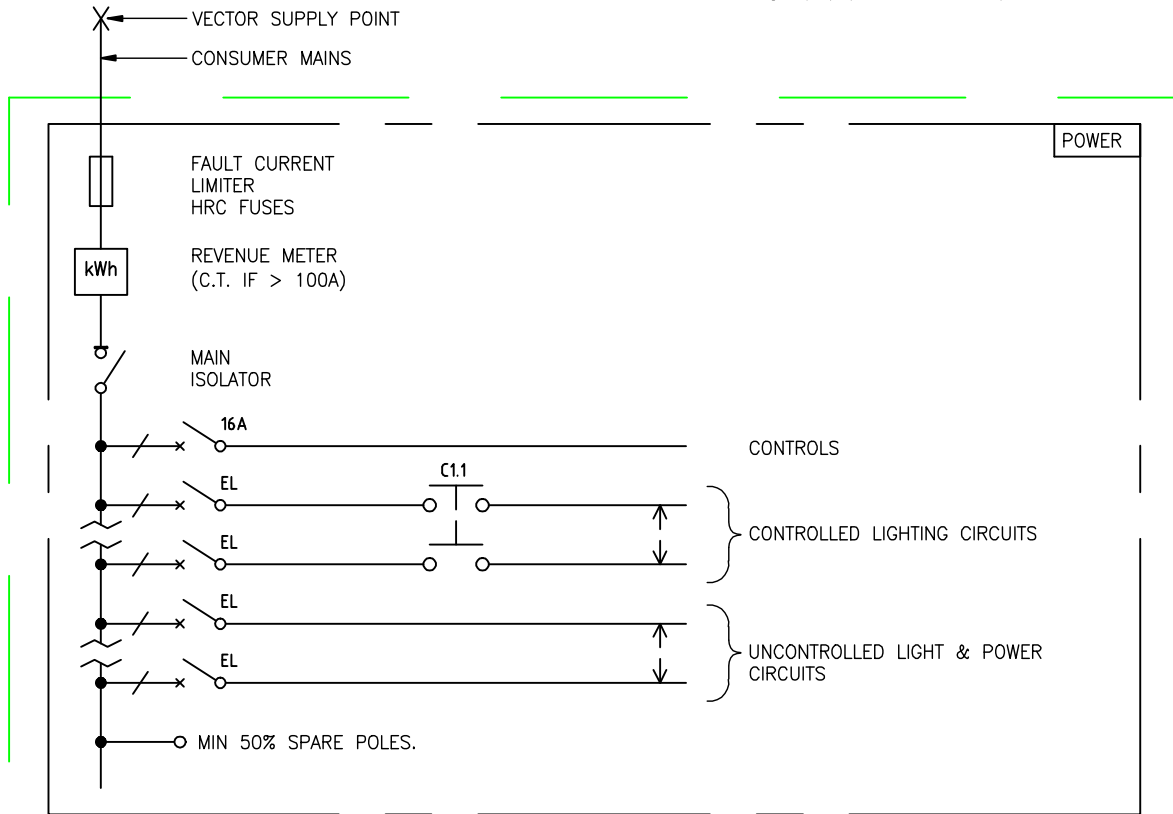 VECTOR SUPPLY POINT
CONSUMER MAINS
POWER
FAULT CURRENT
LIMITER
HRC FUSES
kWh
REVENUE METER
(C.T. IF > 100A)
MAIN
ISOLATOR
16A
CONTROLS
EL
C1.1
CONTROLLED LIGHTING CIRCUITS
EL
EL
UNCONTROLLED LIGHT & POWER
CIRCUITS
EL
MIN 50% SPARE POLES.